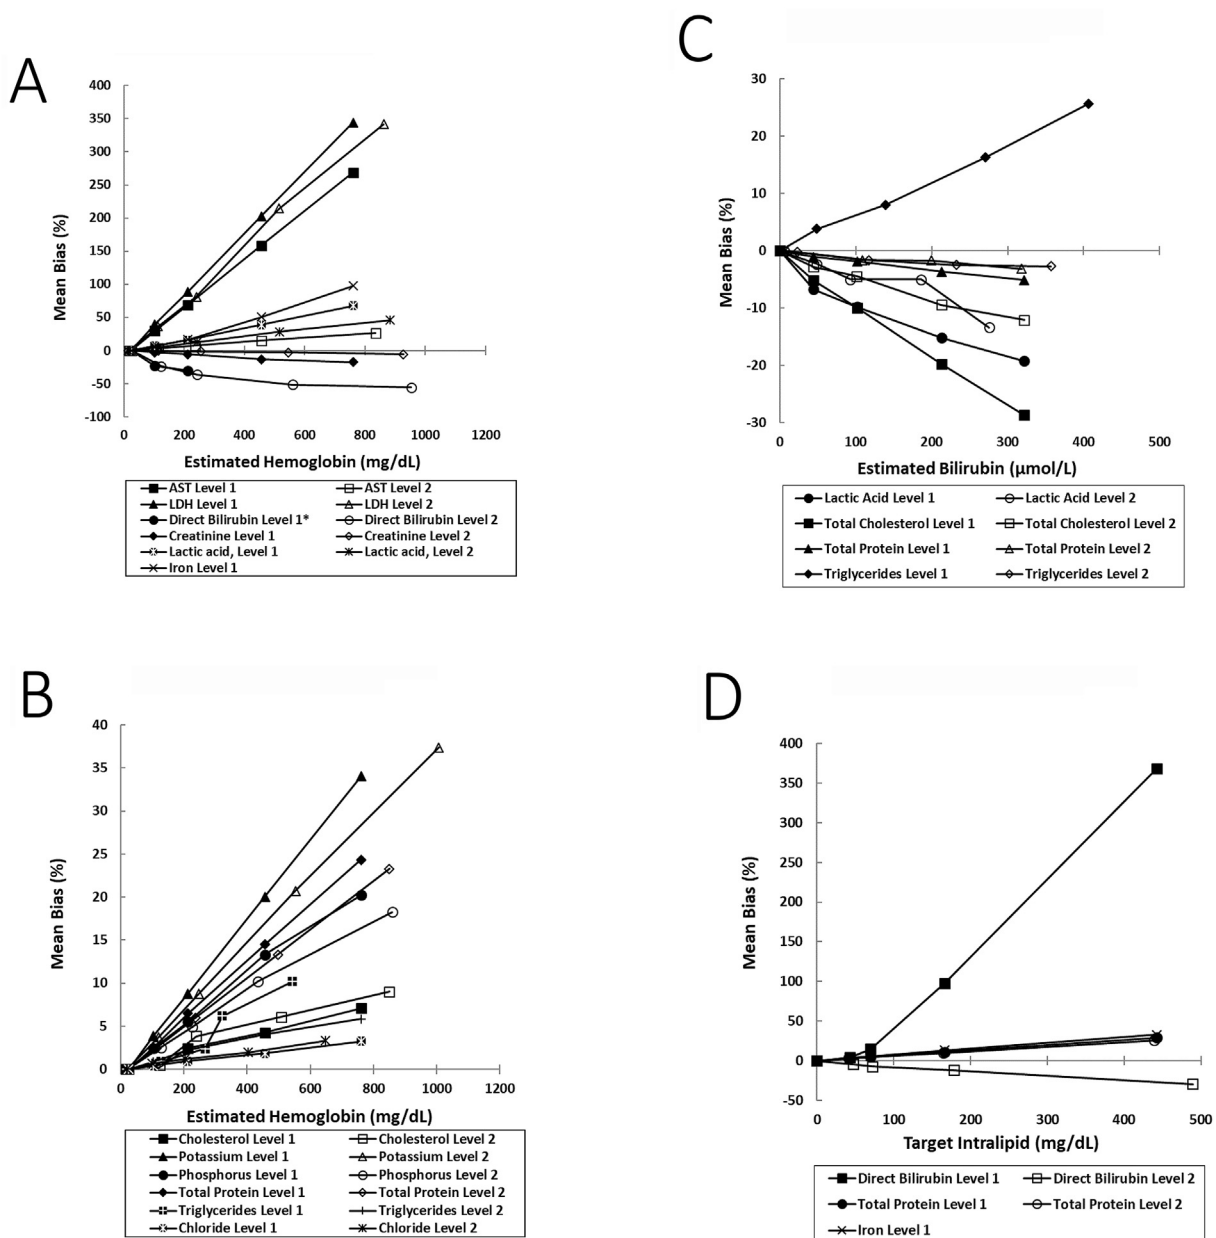 A
400
350
300
250
200
150
100
50
0
-50
-100
Mean Bias (%)
0 200 400 600 800 1000 1200
Estimated Hemoglobin (mg/dL)
AST Level 1 AST Level 2
LDH Level 1 LDH Level 2
Direct Bilirubin Level 1* Direct Bilirubin Level 2
Creatinine Level 1 Creatinine Level 2
Lactic acid, Level 1 Lactic acid, Level 2
Iron Level 1
B
40
35
30
25
20
15
10
5
0
Mean Bias (%)
0 200 400 600 800 1000
Estimated Hemoglobin (mg/dL)
Cholesterol Level 1 Cholesterol Level 2
Potassium Level 1 Potassium Level 2
Phosphorus Level 1 Phosphorus Level 2
Total Protein Level 1 Total Protein Level 2
Triglycerides Level 1 Triglycerides Level 2
Chloride Level 1 Chloride Level 2
C
30
20
10
0
-10
-20
-30
Mean Bias (%)
0 100 200 300 400 500
Estimated Bilirubin (µmol/L)
Lactic Acid Level 1 Lactic Acid Level 2
Total Cholesterol Level 1 Total Cholesterol Level 2
Total Protein Level 1 Total Protein Level 2
Triglycerides Level 1 Triglycerides Level 2
D
400
350
300
250
200
150
100
50
0
-50
Mean Bias (%)
0 100 200 300 400 500
Target Intralipid (mg/dL)
Direct Bilirubin Level 1 Direct Bilirubin Level 2
Total Protein Level 1 Total Protein Level 2
Iron Level 1